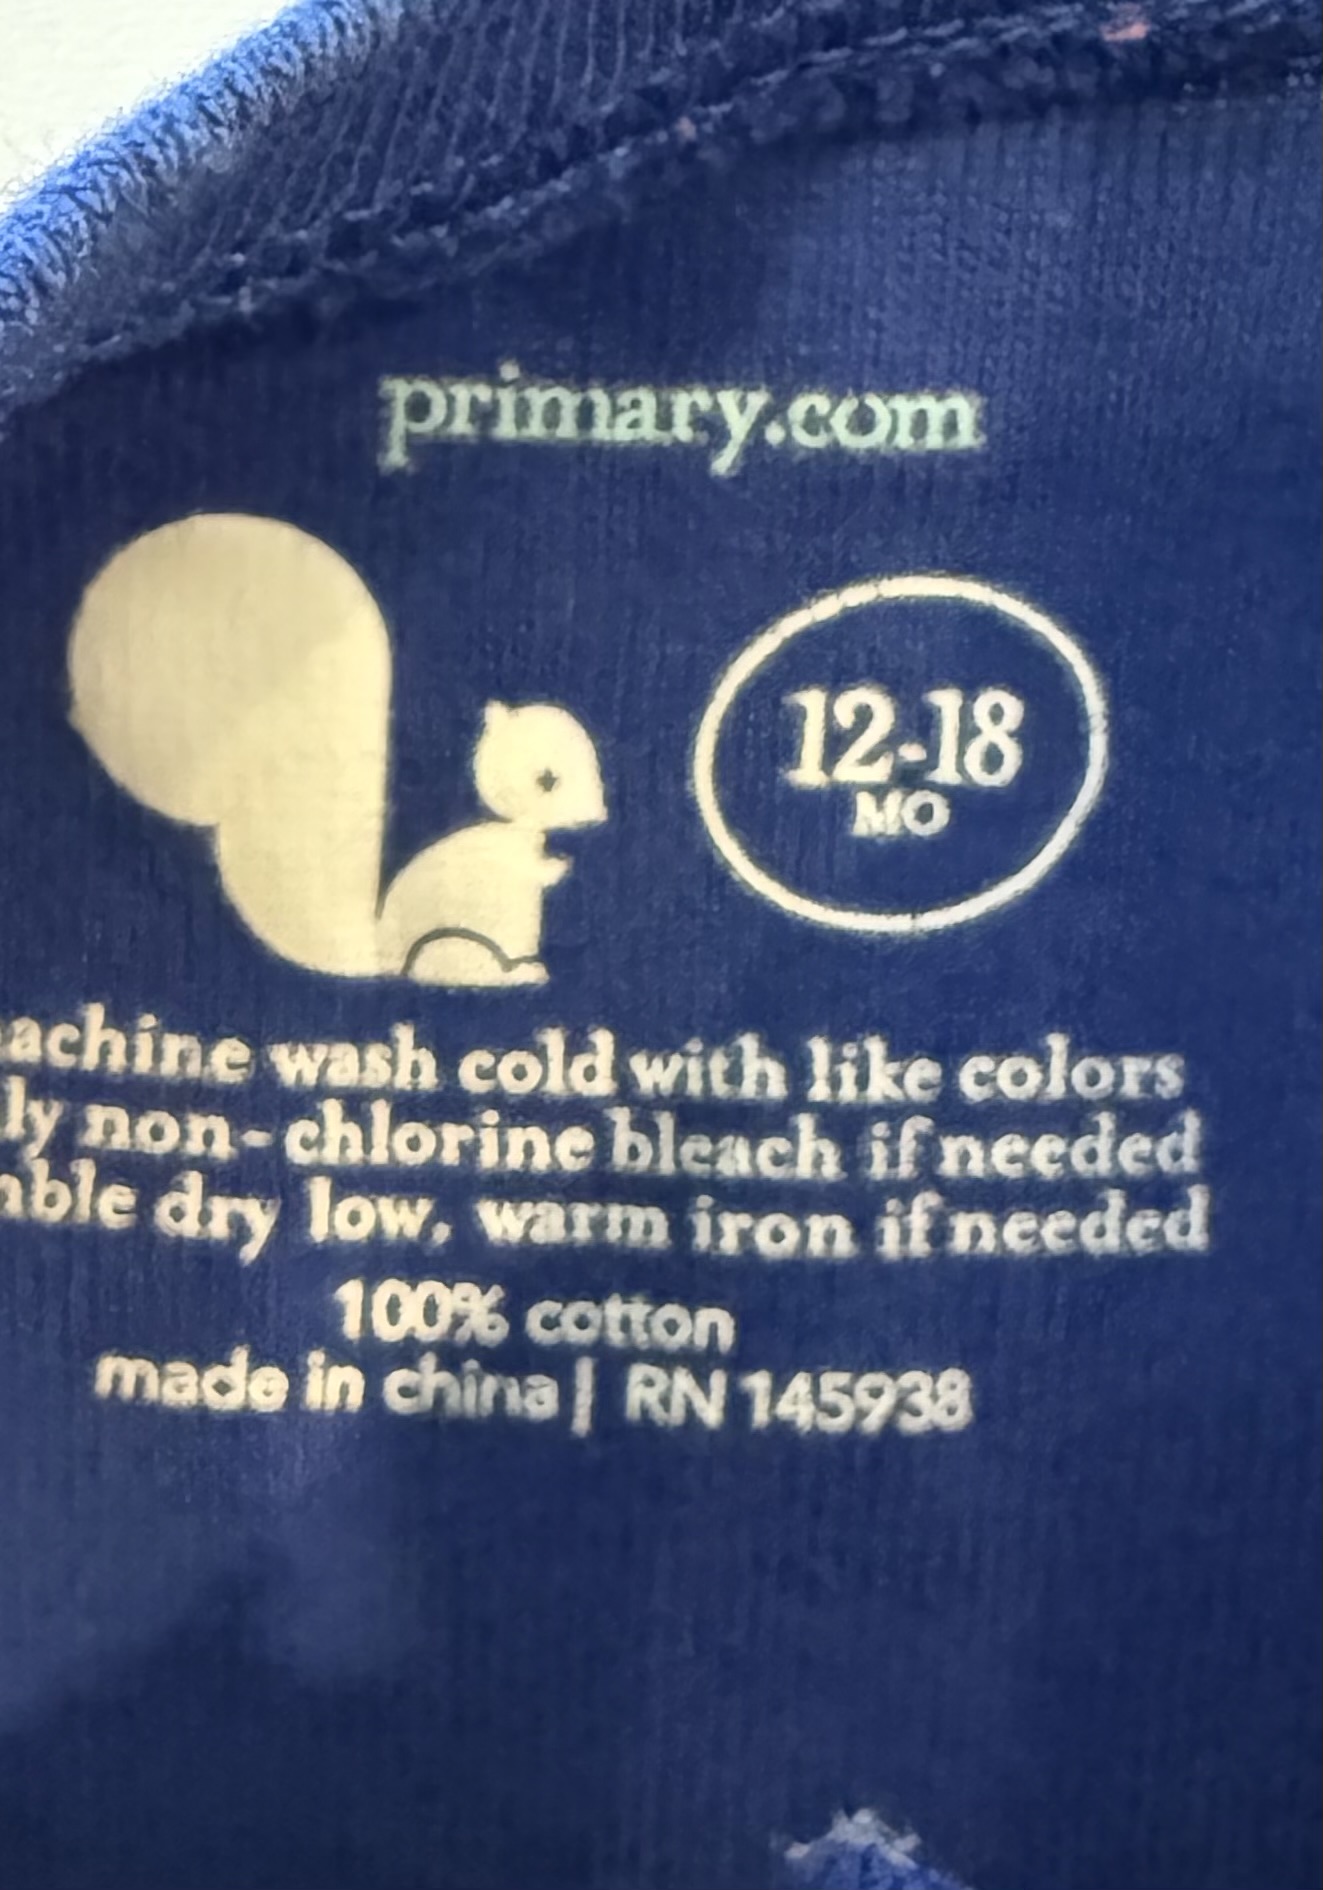 primary.com
12-18
MO
achine wash cold with like colors
ly non-chlorine bleach if needed
ble dry low, warm iron if needed
100% cotton
made in china | RN 145938